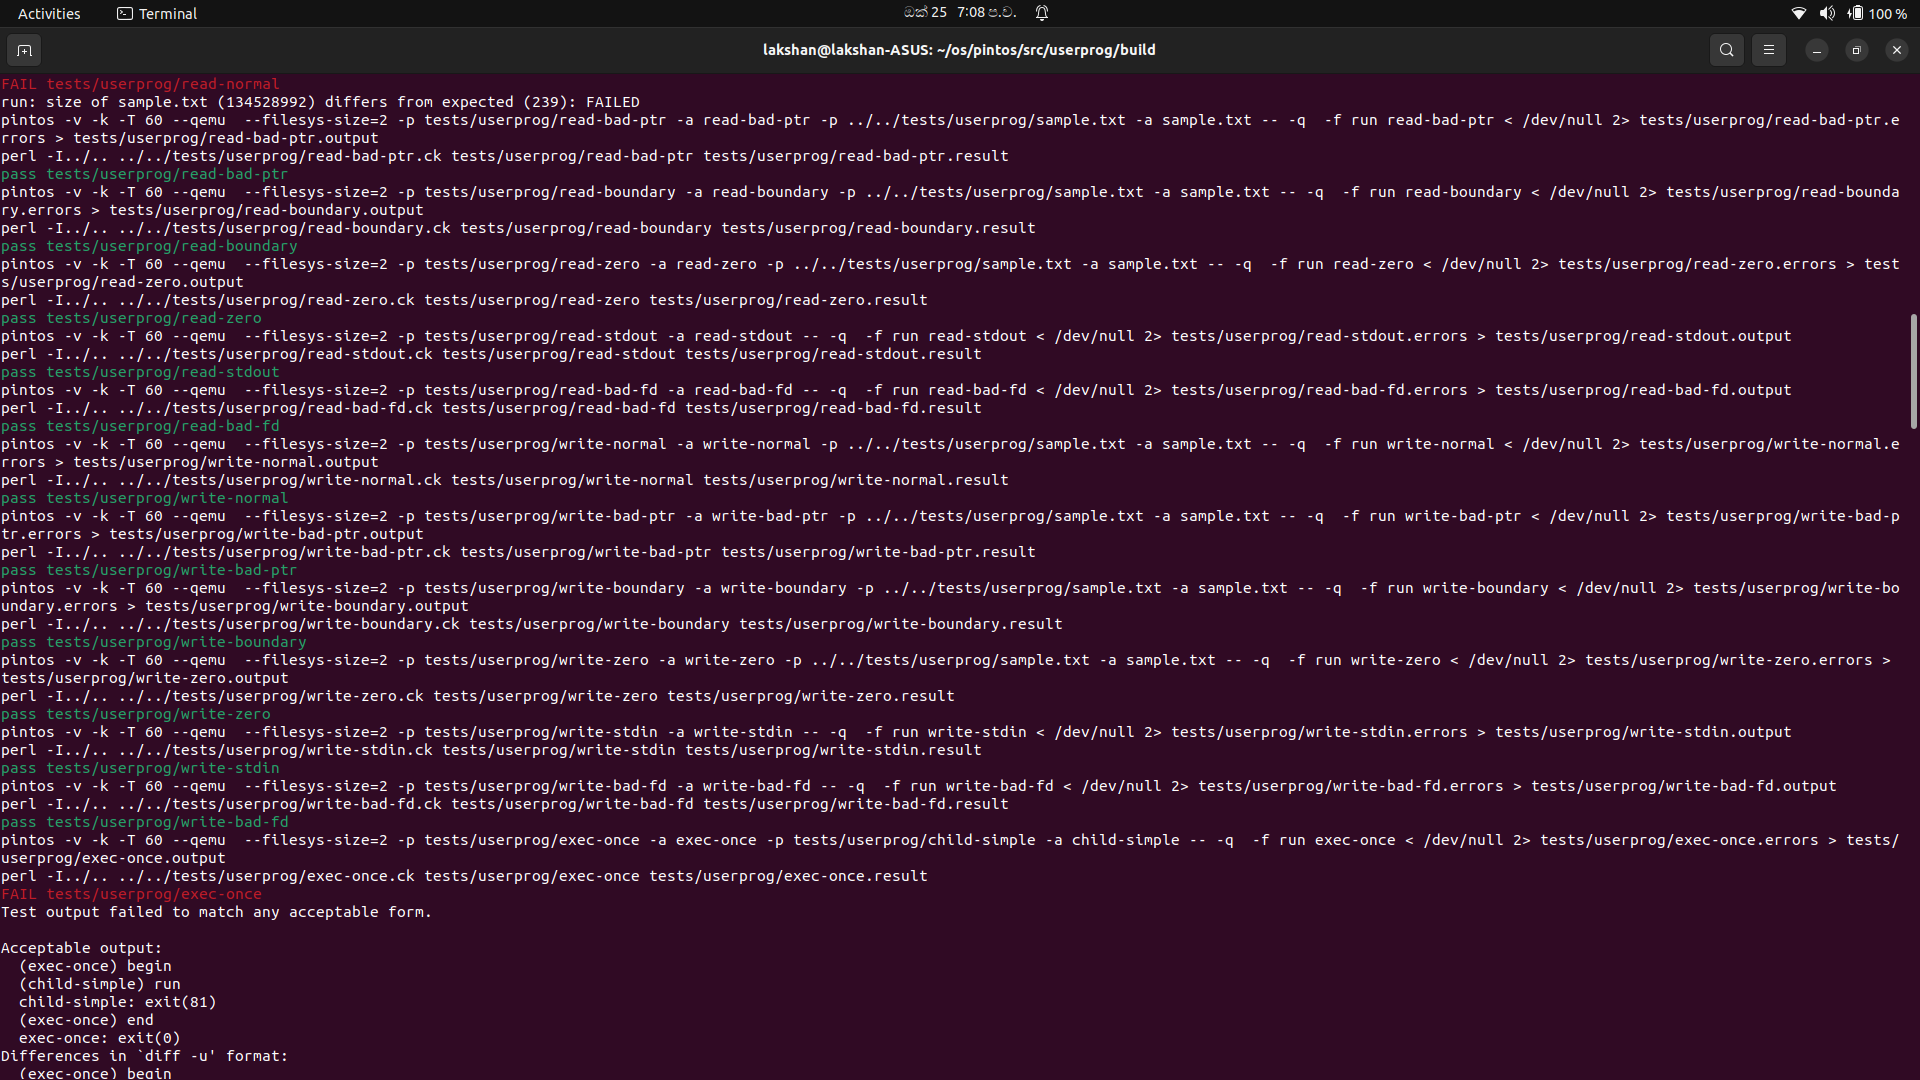 Activities
Terminal
ඔක් 25 7:08 ප.ව.
100 %
lakshan@lakshan-ASUS: ~/os/pintos/src/userprog/build
FAIL tests/userprog/read-normal
run: size of sample.txt (134528992) differs from expected (239): FAILED
pintos -v -k -T 60 --qemu  --filesys-size=2 -p tests/userprog/read-bad-ptr -a read-bad-ptr -p ../../tests/userprog/sample.txt -a sample.txt -- -q  -f run read-bad-ptr < /dev/null 2> tests/userprog/read-bad-ptr.e
rrors > tests/userprog/read-bad-ptr.output
perl -I../.. ../../tests/userprog/read-bad-ptr.ck tests/userprog/read-bad-ptr tests/userprog/read-bad-ptr.result
pass tests/userprog/read-bad-ptr
pintos -v -k -T 60 --qemu  --filesys-size=2 -p tests/userprog/read-boundary -a read-boundary -p ../../tests/userprog/sample.txt -a sample.txt -- -q  -f run read-boundary < /dev/null 2> tests/userprog/read-bounda
ry.errors > tests/userprog/read-boundary.output
perl -I../.. ../../tests/userprog/read-boundary.ck tests/userprog/read-boundary tests/userprog/read-boundary.result
pass tests/userprog/read-boundary
pintos -v -k -T 60 --qemu  --filesys-size=2 -p tests/userprog/read-zero -a read-zero -p ../../tests/userprog/sample.txt -a sample.txt -- -q  -f run read-zero < /dev/null 2> tests/userprog/read-zero.errors > test
s/userprog/read-zero.output
perl -I../.. ../../tests/userprog/read-zero.ck tests/userprog/read-zero tests/userprog/read-zero.result
pass tests/userprog/read-zero
pintos -v -k -T 60 --qemu  --filesys-size=2 -p tests/userprog/read-stdout -a read-stdout -- -q  -f run read-stdout < /dev/null 2> tests/userprog/read-stdout.errors > tests/userprog/read-stdout.output
perl -I../.. ../../tests/userprog/read-stdout.ck tests/userprog/read-stdout tests/userprog/read-stdout.result
pass tests/userprog/read-stdout
pintos -v -k -T 60 --qemu  --filesys-size=2 -p tests/userprog/read-bad-fd -a read-bad-fd -- -q  -f run read-bad-fd < /dev/null 2> tests/userprog/read-bad-fd.errors > tests/userprog/read-bad-fd.output
perl -I../.. ../../tests/userprog/read-bad-fd.ck tests/userprog/read-bad-fd tests/userprog/read-bad-fd.result
pass tests/userprog/read-bad-fd
pintos -v -k -T 60 --qemu  --filesys-size=2 -p tests/userprog/write-normal -a write-normal -p ../../tests/userprog/sample.txt -a sample.txt -- -q  -f run write-normal < /dev/null 2> tests/userprog/write-normal.e
rrors > tests/userprog/write-normal.output
perl -I../.. ../../tests/userprog/write-normal.ck tests/userprog/write-normal tests/userprog/write-normal.result
pass tests/userprog/write-normal
pintos -v -k -T 60 --qemu  --filesys-size=2 -p tests/userprog/write-bad-ptr -a write-bad-ptr -p ../../tests/userprog/sample.txt -a sample.txt -- -q  -f run write-bad-ptr < /dev/null 2> tests/userprog/write-bad-p
tr.errors > tests/userprog/write-bad-ptr.output
perl -I../.. ../../tests/userprog/write-bad-ptr.ck tests/userprog/write-bad-ptr tests/userprog/write-bad-ptr.result
pass tests/userprog/write-bad-ptr
pintos -v -k -T 60 --qemu  --filesys-size=2 -p tests/userprog/write-boundary -a write-boundary -p ../../tests/userprog/sample.txt -a sample.txt -- -q  -f run write-boundary < /dev/null 2> tests/userprog/write-bo
undary.errors > tests/userprog/write-boundary.output
perl -I../.. ../../tests/userprog/write-boundary.ck tests/userprog/write-boundary tests/userprog/write-boundary.result
pass tests/userprog/write-boundary
pintos -v -k -T 60 --qemu  --filesys-size=2 -p tests/userprog/write-zero -a write-zero -p ../../tests/userprog/sample.txt -a sample.txt -- -q  -f run write-zero < /dev/null 2> tests/userprog/write-zero.errors >
tests/userprog/write-zero.output
perl -I../.. ../../tests/userprog/write-zero.ck tests/userprog/write-zero tests/userprog/write-zero.result
pass tests/userprog/write-zero
pintos -v -k -T 60 --qemu  --filesys-size=2 -p tests/userprog/write-stdin -a write-stdin -- -q  -f run write-stdin < /dev/null 2> tests/userprog/write-stdin.errors > tests/userprog/write-stdin.output
perl -I../.. ../../tests/userprog/write-stdin.ck tests/userprog/write-stdin tests/userprog/write-stdin.result
pass tests/userprog/write-stdin
pintos -v -k -T 60 --qemu  --filesys-size=2 -p tests/userprog/write-bad-fd -a write-bad-fd -- -q  -f run write-bad-fd < /dev/null 2> tests/userprog/write-bad-fd.errors > tests/userprog/write-bad-fd.output
perl -I../.. ../../tests/userprog/write-bad-fd.ck tests/userprog/write-bad-fd tests/userprog/write-bad-fd.result
pass tests/userprog/write-bad-fd
pintos -v -k -T 60 --qemu  --filesys-size=2 -p tests/userprog/exec-once -a exec-once -p tests/userprog/child-simple -a child-simple -- -q  -f run exec-once < /dev/null 2> tests/userprog/exec-once.errors > tests/
userprog/exec-once.output
perl -I../.. ../../tests/userprog/exec-once.ck tests/userprog/exec-once tests/userprog/exec-once.result
FAIL tests/userprog/exec-once
Test output failed to match any acceptable form.
Acceptable output:
(exec-once) begin
(child-simple) run
child-simple: exit(81)
(exec-once) end
exec-once: exit(0)
Differences in `diff -u' format:
(exec-once) begin